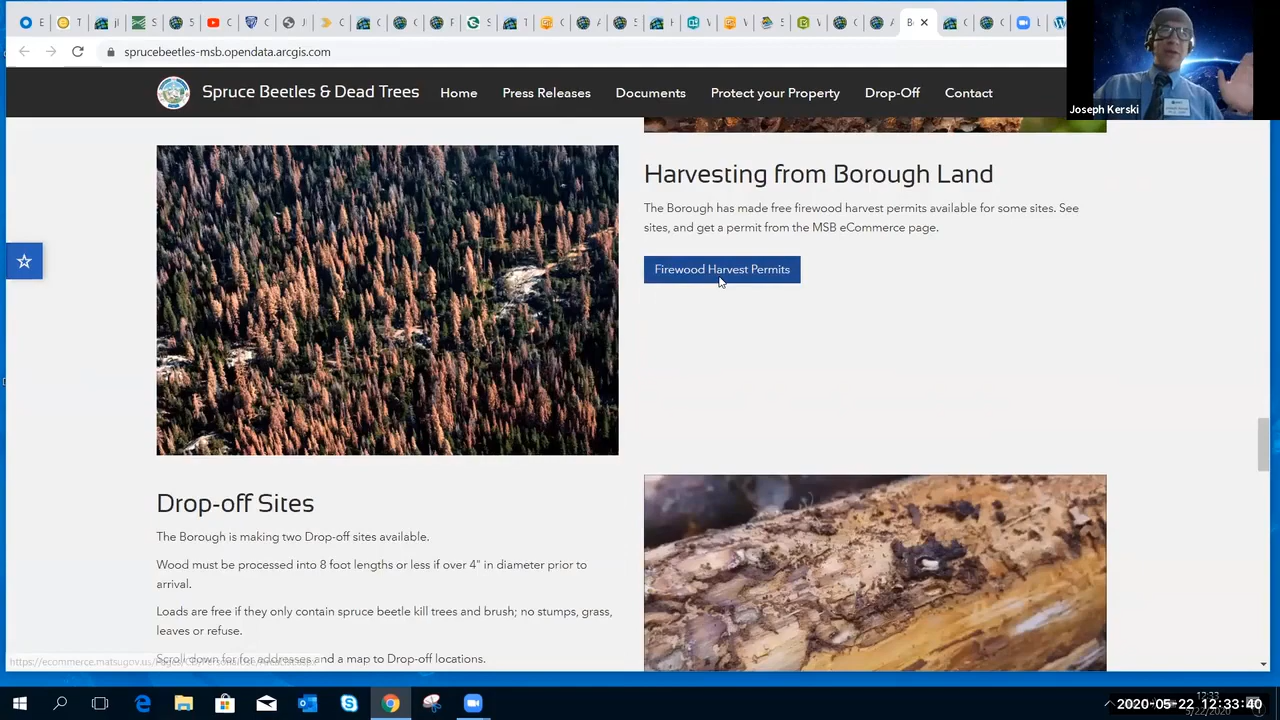 sprucebeetles-msb.opendata.arcgis.com
Joseph Kerski
Spruce Beetles & Dead Trees
Home
Press Releases
Documents
Protect your Property
Drop-Off
Contact
Harvesting from Borough Land
The Borough has made free firewood harvest permits available for some sites. See
sites, and get a permit from the MSB eCommerce page.
Firewood Harvest Permits
Drop-off Sites
The Borough is making two Drop-off sites available.
Wood must be processed into 8 foot lengths or less if over 4" in diameter prior to
arrival.
Loads are free if they only contain spruce beetle kill trees and brush; no stumps, grass,
leaves or refuse.
Scroll down for for addresses and a map to Drop-off locations.
12:33
2020-05-22 12:33:40